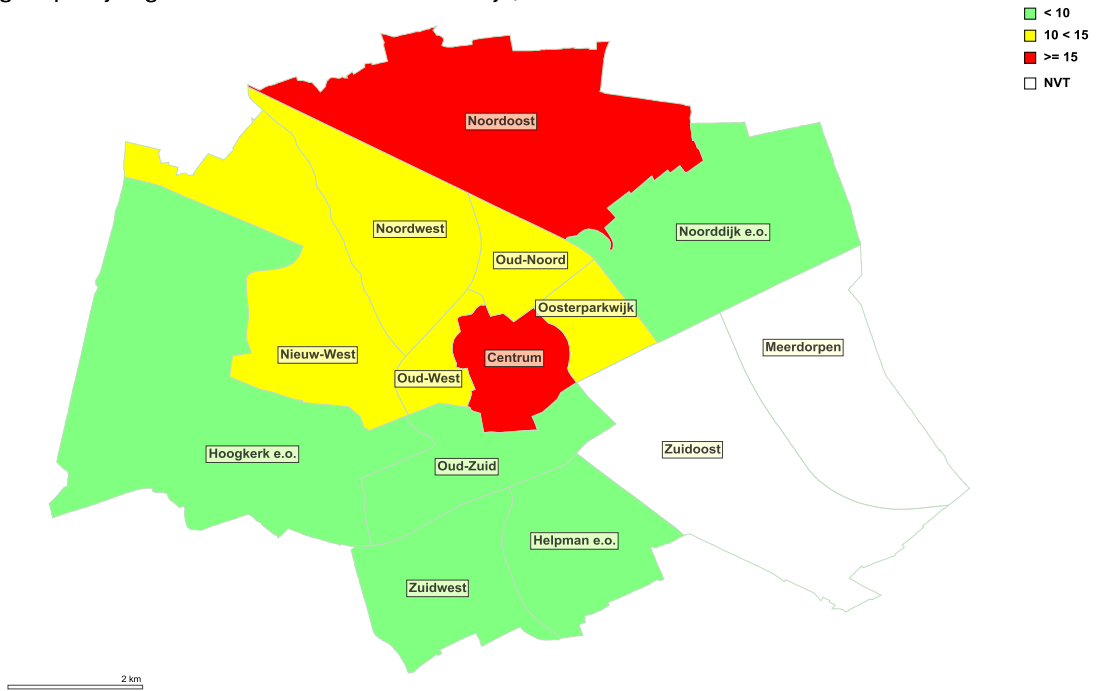 < 10
10 < 15
>= 15
NVT
Noordoost
Noordwest
Noorddijk e.o.
Oud-Noord
Oosterparkwijk
Meerdorpen
Nieuw-West
Centrum
Oud-West
Zuidoost
Hoogkerk e.o.
Oud-Zuid
Helpman e.o.
Zuidwest
2 km